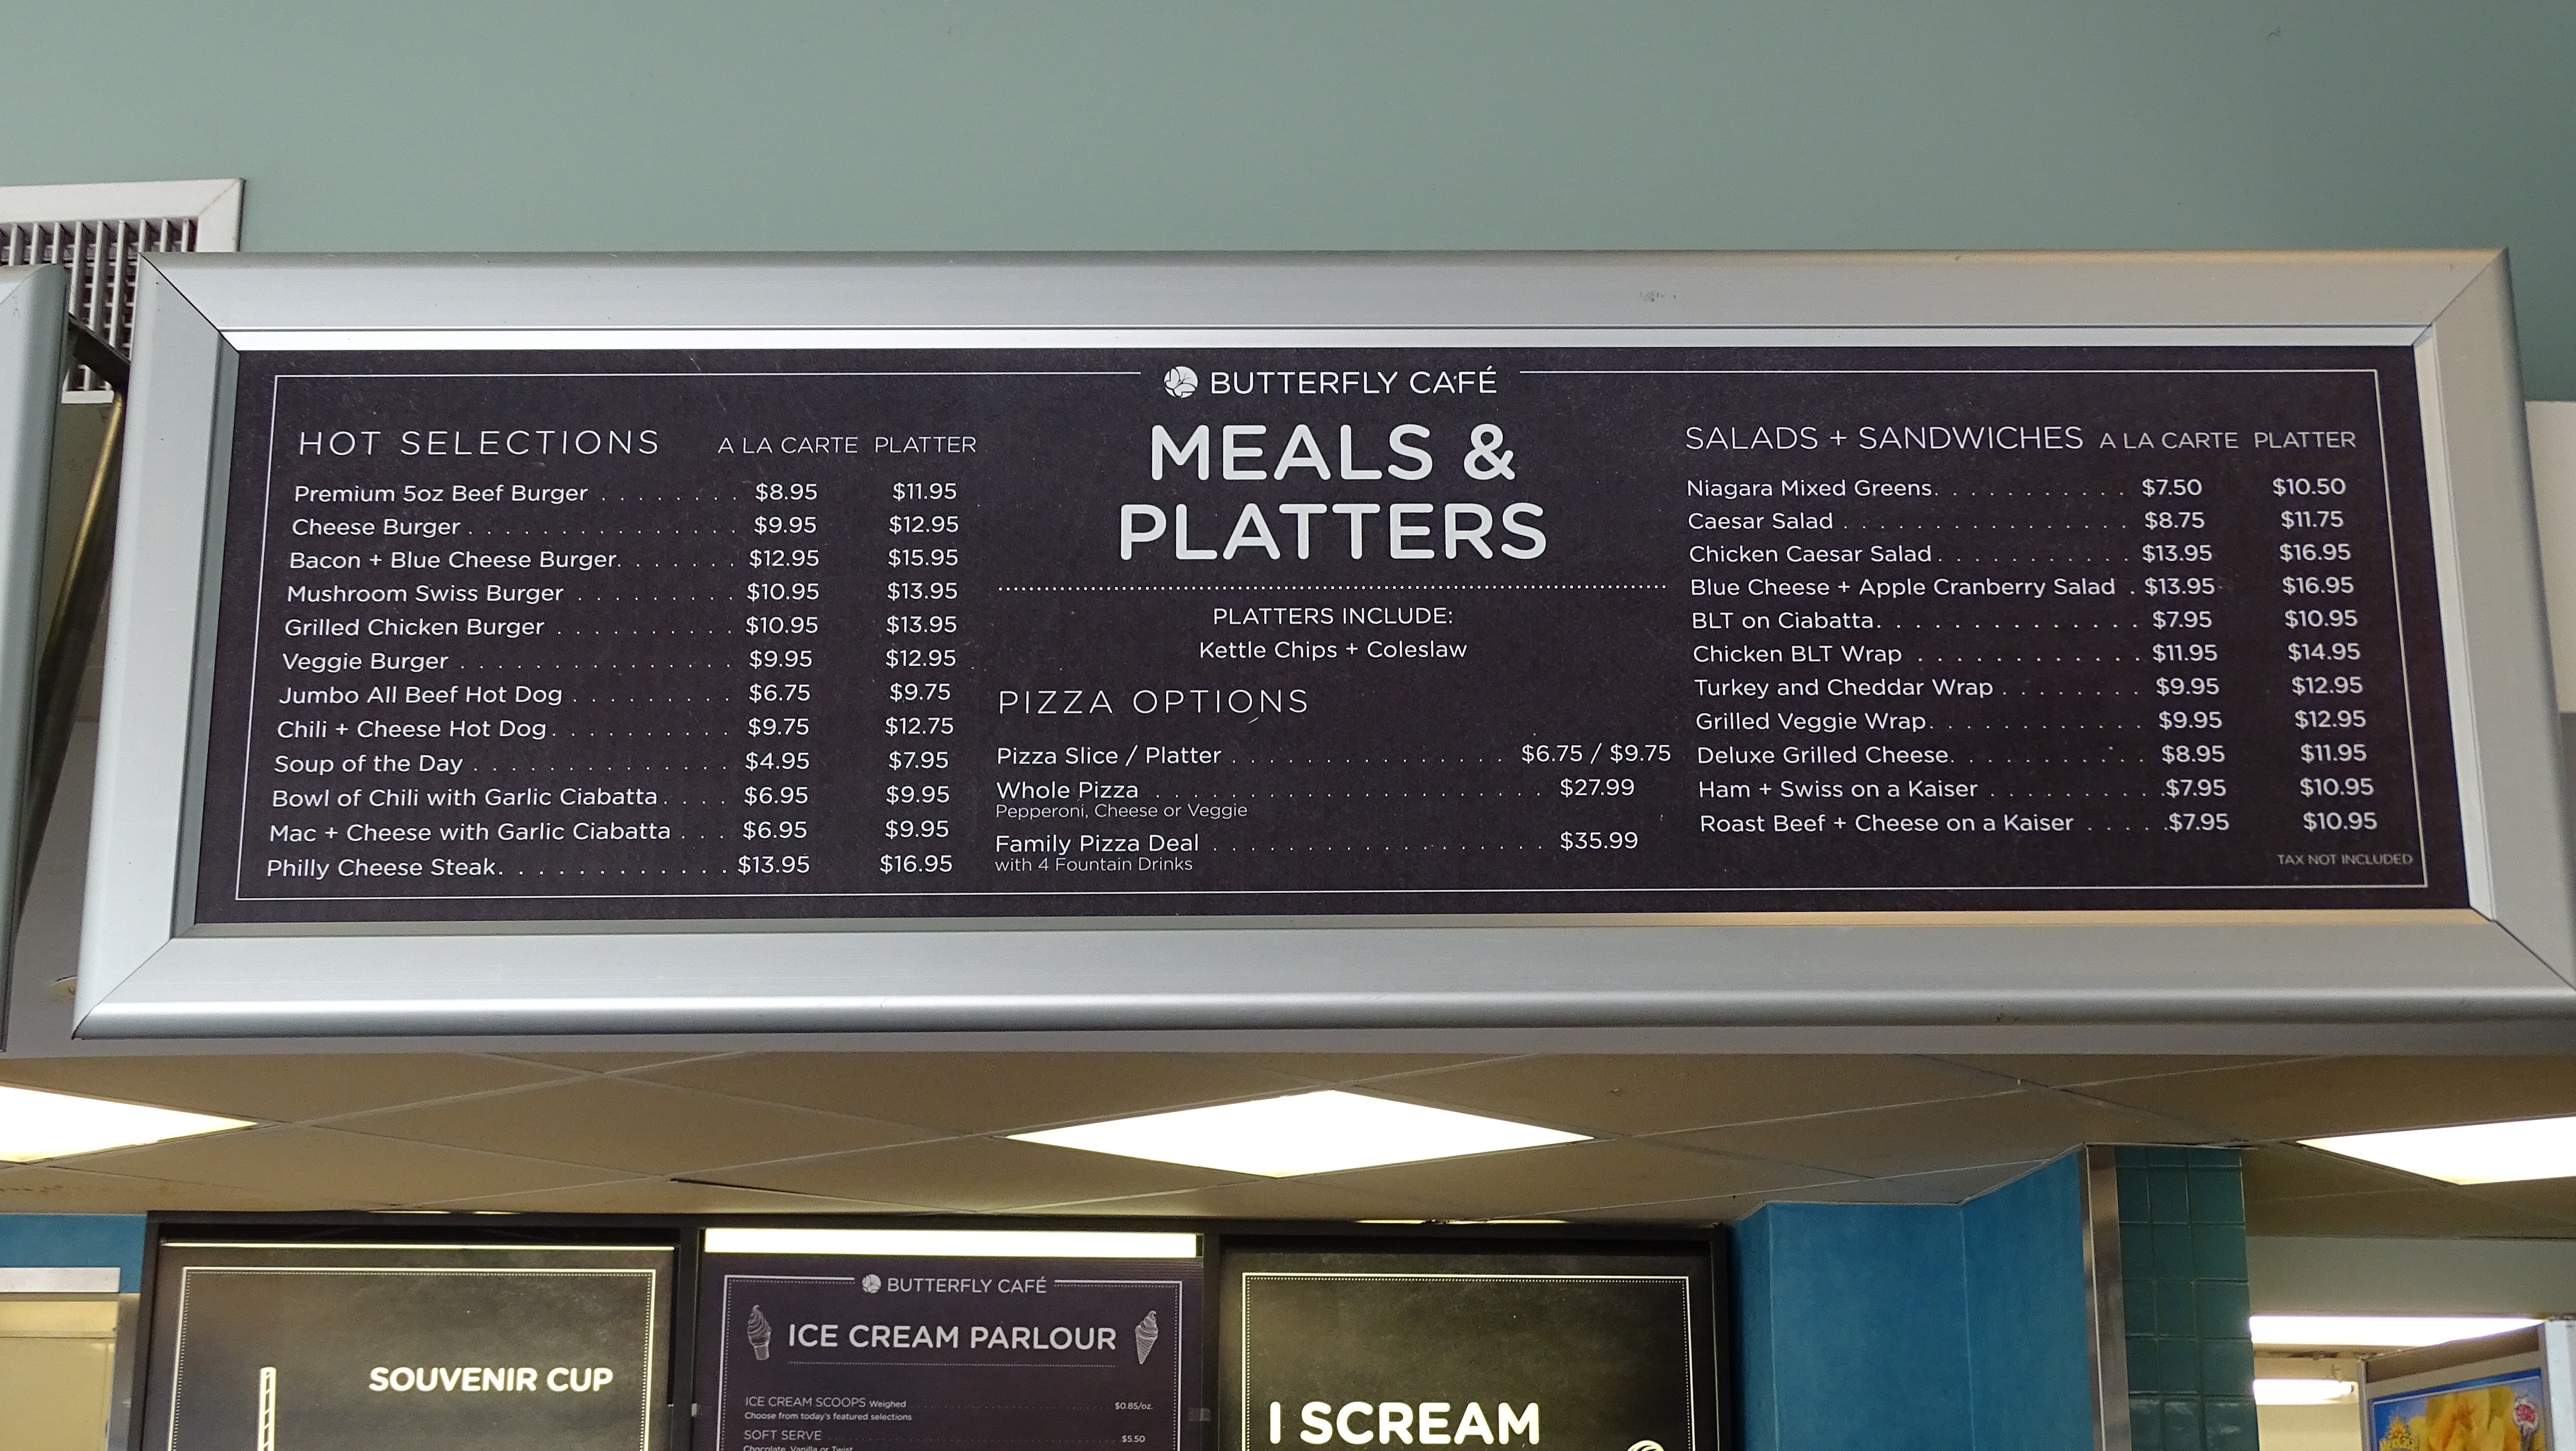 BUTTERFLY CAFÉ
MEALS &
PLATTERS
PLATTERS INCLUDE:
Kettle Chips + Coleslaw
HOT SELECTIONS A LA CARTE PLATTER
Premium 5oz Beef Burger $8.95 $11.95
Cheese Burger $9.95 $12.95
Bacon + Blue Cheese Burger $12.95 $15.95
Mushroom Swiss Burger $10.95 $13.95
Grilled Chicken Burger $10.95 $13.95
Veggie Burger $9.95 $12.95
Jumbo All Beef Hot Dog $6.75 $9.75
Chili + Cheese Hot Dog $9.75 $12.75
Soup of the Day $4.95 $7.95
Bowl of Chili with Garlic Ciabatta $6.95 $9.95
Mac + Cheese with Garlic Ciabatta $6.95 $9.95
Philly Cheese Steak $13.95 $16.95
PIZZA OPTIONS
Pizza Slice / Platter $6.75 / $9.75
Whole Pizza $27.99
Pepperoni, Cheese or Veggie
Family Pizza Deal $35.99
with 4 Fountain Drinks
SALADS + SANDWICHES A LA CARTE PLATTER
Niagara Mixed Greens $7.50 $10.50
Caesar Salad $8.75 $11.75
Chicken Caesar Salad $13.95 $16.95
Blue Cheese + Apple Cranberry Salad $13.95 $16.95
BLT on Ciabatta $7.95 $10.95
Chicken BLT Wrap $11.95 $14.95
Turkey and Cheddar Wrap $9.95 $12.95
Grilled Veggie Wrap $9.95 $12.95
Deluxe Grilled Cheese $8.95 $11.95
Ham + Swiss on a Kaiser $7.95 $10.95
Roast Beef + Cheese on a Kaiser $7.95 $10.95
TAX NOT INCLUDED
SOUVENIR CUP
BUTTERFLY CAFÉ
ICE CREAM PARLOUR
ICE CREAM SCOOPS Weighed $0.85/oz.
Choose from today's featured selections
SOFT SERVE $5.50
Chocolate, Vanilla or Twist
I SCREAM